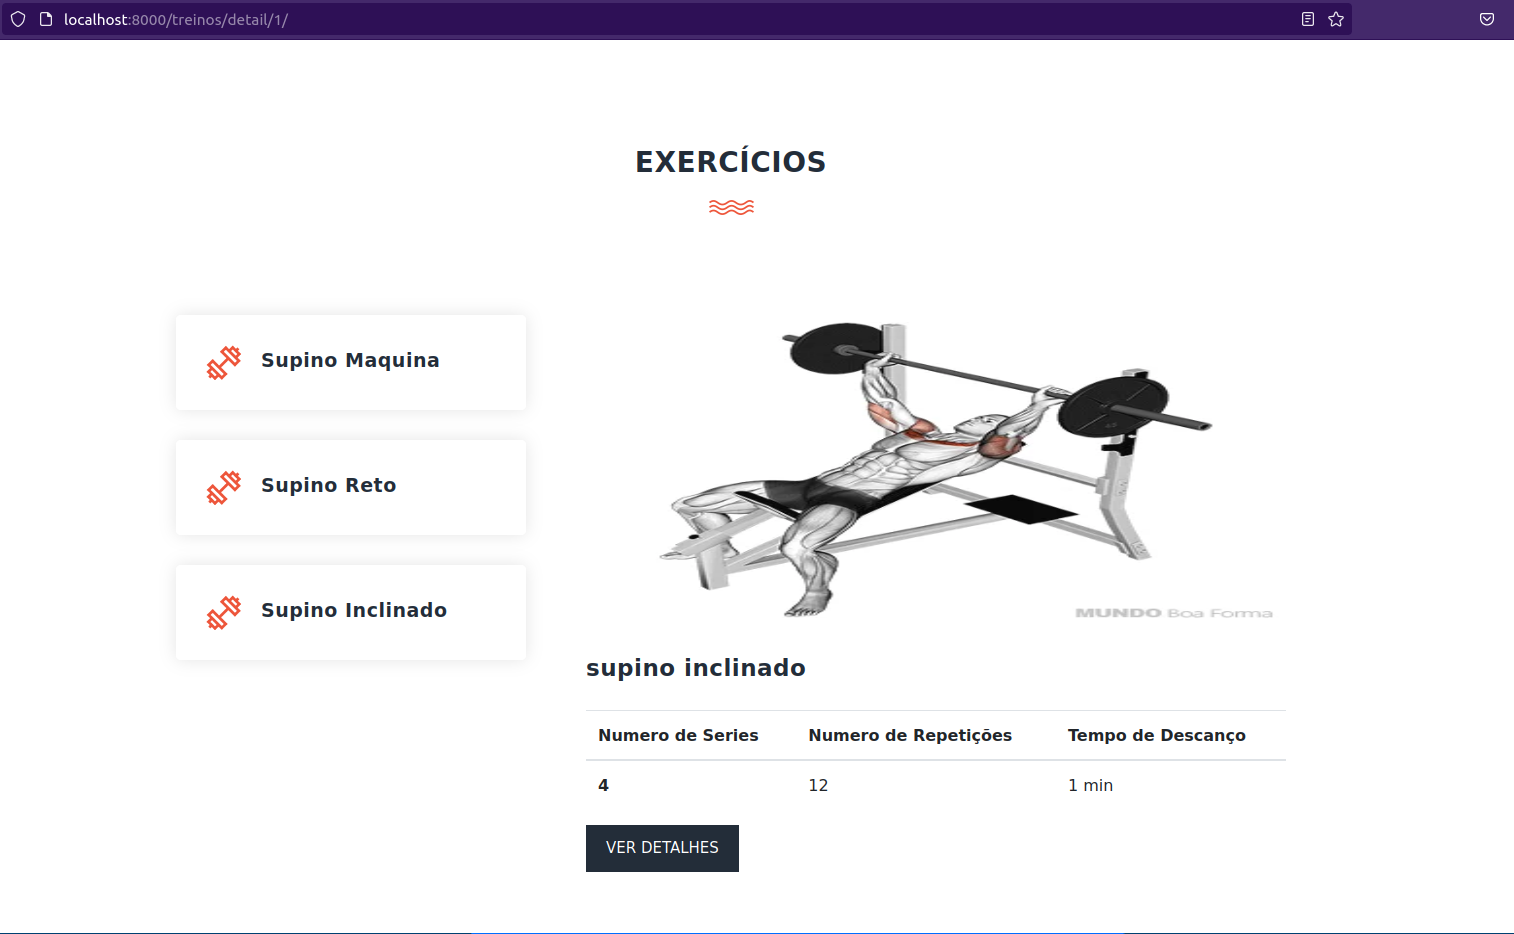 localhost:8000/treinos/detail/1/
EXERCÍCIOS
Supino Maquina
Supino Reto
Supino Inclinado
MUNDO Boa Forma
supino inclinado
Numero de Series Numero de Repetições Tempo de Descanço
4 12 1 min
VER DETALHES